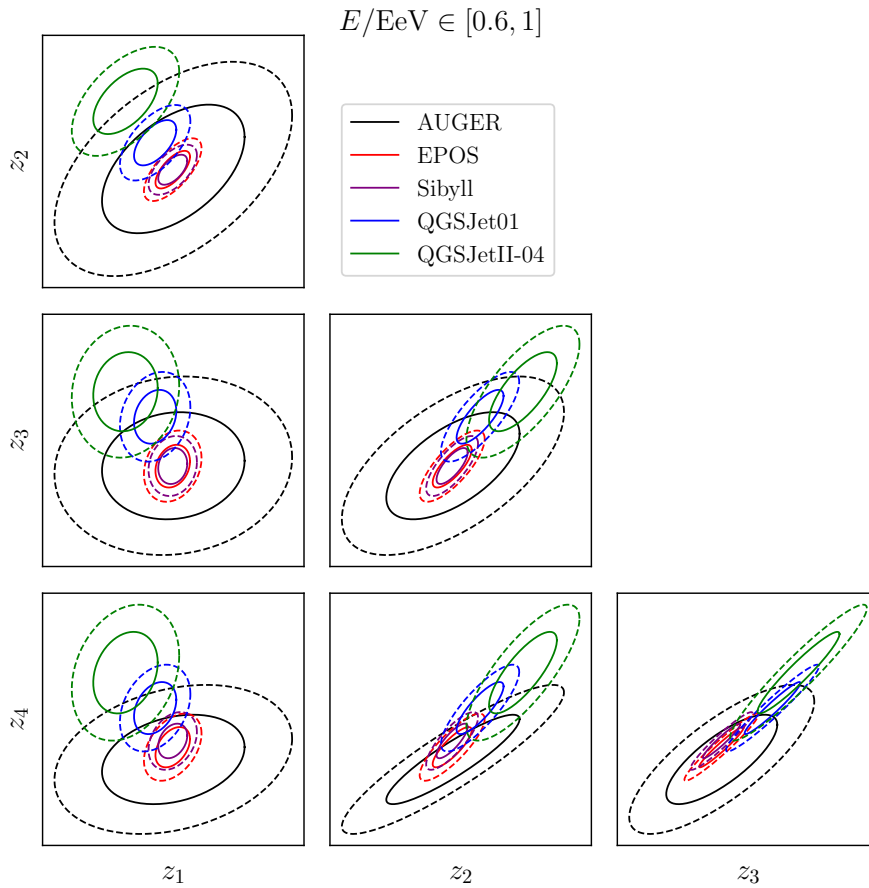 E/EeV ∈ [0.6, 1]
z₂
AUGER
EPOS
Sibyll
QGSJet01
QGSJetII-04
z₃
z₄
z₁
z₂
z₃